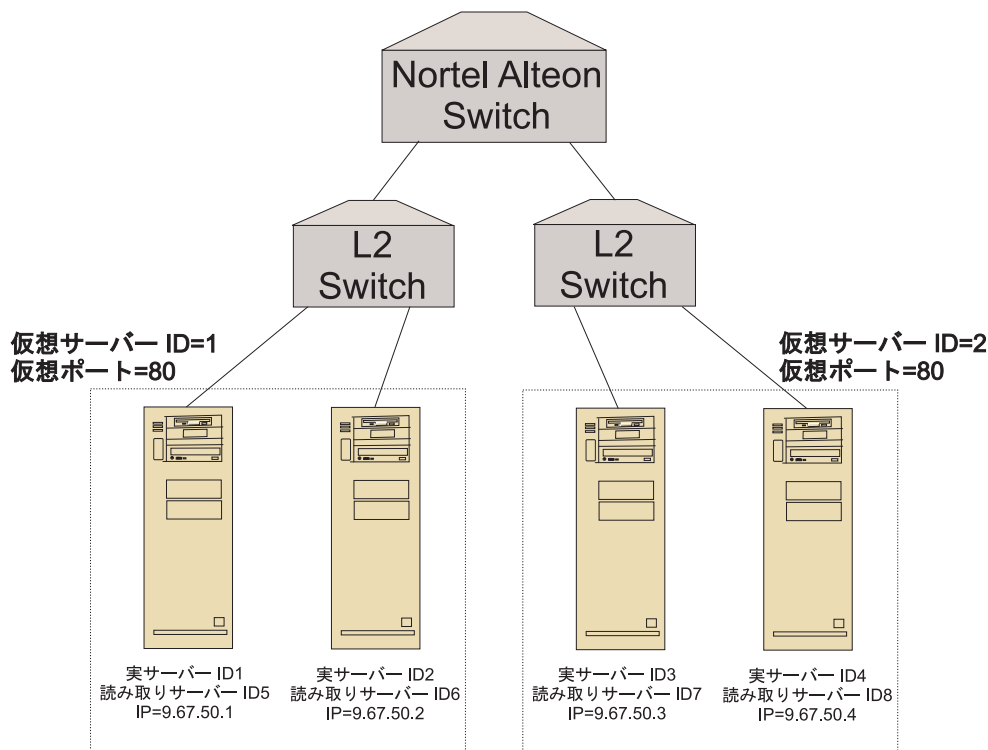 Nortel Alteon
Switch
L2
Switch
L2
Switch
仮想サーバー ID=1
仮想ポート=80
仮想サーバー ID=2
仮想ポート=80
実サーバー ID1
読み取りサーバー ID5
IP=9.67.50.1
実サーバー ID2
読み取りサーバー ID6
IP=9.67.50.2
実サーバー ID3
読み取りサーバー ID7
IP=9.67.50.3
実サーバー ID4
読み取りサーバー ID8
IP=9.67.50.4